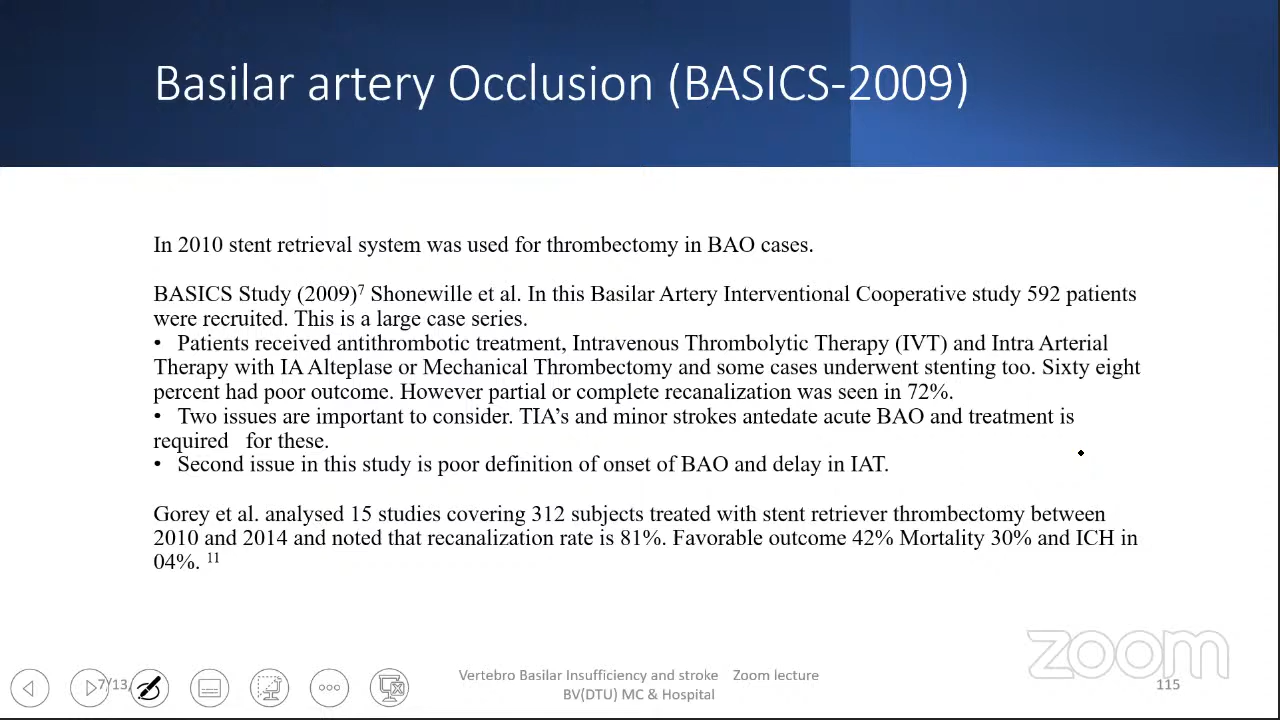 Basilar artery Occlusion (BASICS-2009)
In 2010 stent retrieval system was used for thrombectomy in BAO cases.
BASICS Study (2009)7 Shonewille et al. In this Basilar Artery Interventional Cooperative study 592 patients
were recruited. This is a large case series.
• Patients received antithrombotic treatment, Intravenous Thrombolytic Therapy (IVT) and Intra Arterial
Therapy with IA Alteplase or Mechanical Thrombectomy and some cases underwent stenting too. Sixty eight
percent had poor outcome. However partial or complete recanalization was seen in 72%.
• Two issues are important to consider. TIA's and minor strokes antedate acute BAO and treatment is
required for these.
• Second issue in this study is poor definition of onset of BAO and delay in IAT.
Gorey et al. analysed 15 studies covering 312 subjects treated with stent retriever thrombectomy between
2010 and 2014 and noted that recanalization rate is 81%. Favorable outcome 42% Mortality 30% and ICH in
04%. 11
zoom
7/13/
Vertebro Basilar Insufficiency and stroke Zoom lecture
BV(DTU) MC & Hospital
115